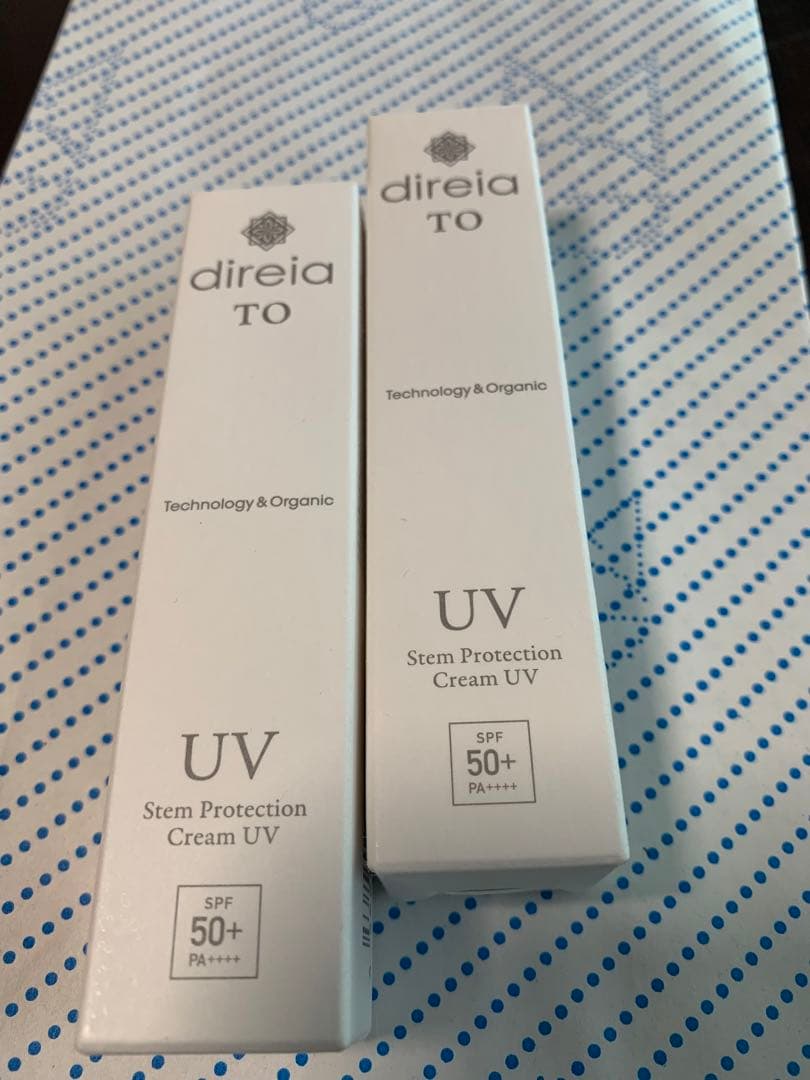 direia
TO
Technology & Organic
UV
Stem Protection
Cream UV
SPF
50+
PA++++
direia
TO
Technology & Organic
UV
Stem Protection
Cream UV
SPF
50+
PA++++